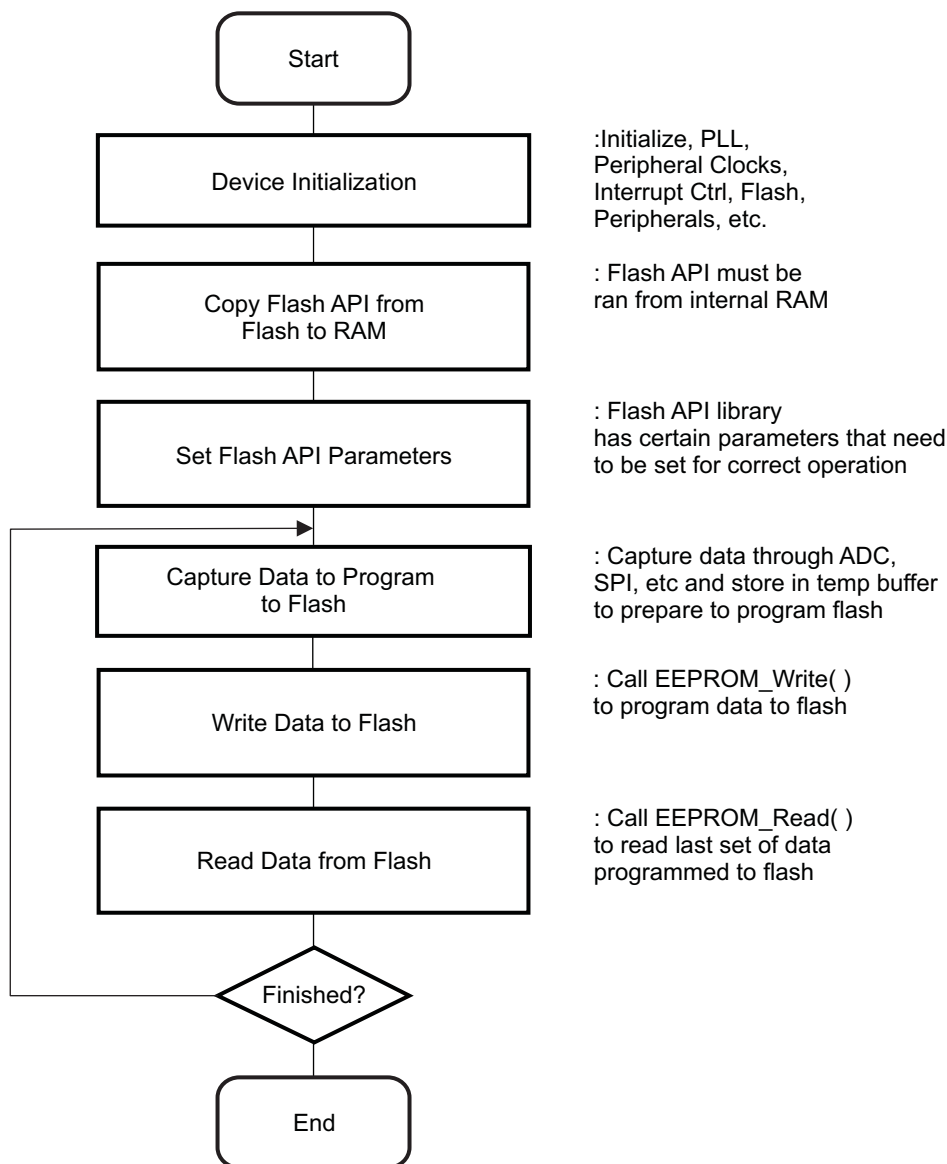 Start
Device Initialization
:Initialize, PLL,
Peripheral Clocks,
Interrupt Ctrl, Flash,
Peripherals, etc.
Copy Flash API from
Flash to RAM
: Flash API must be
ran from internal RAM
Set Flash API Parameters
: Flash API library
has certain parameters that need
to be set for correct operation
Capture Data to Program
to Flash
: Capture data through ADC,
SPI, etc and store in temp buffer
to prepare to program flash
Write Data to Flash
: Call EEPROM_Write( )
to program data to flash
Read Data from Flash
: Call EEPROM_Read( )
to read last set of data
programmed to flash
Finished?
End